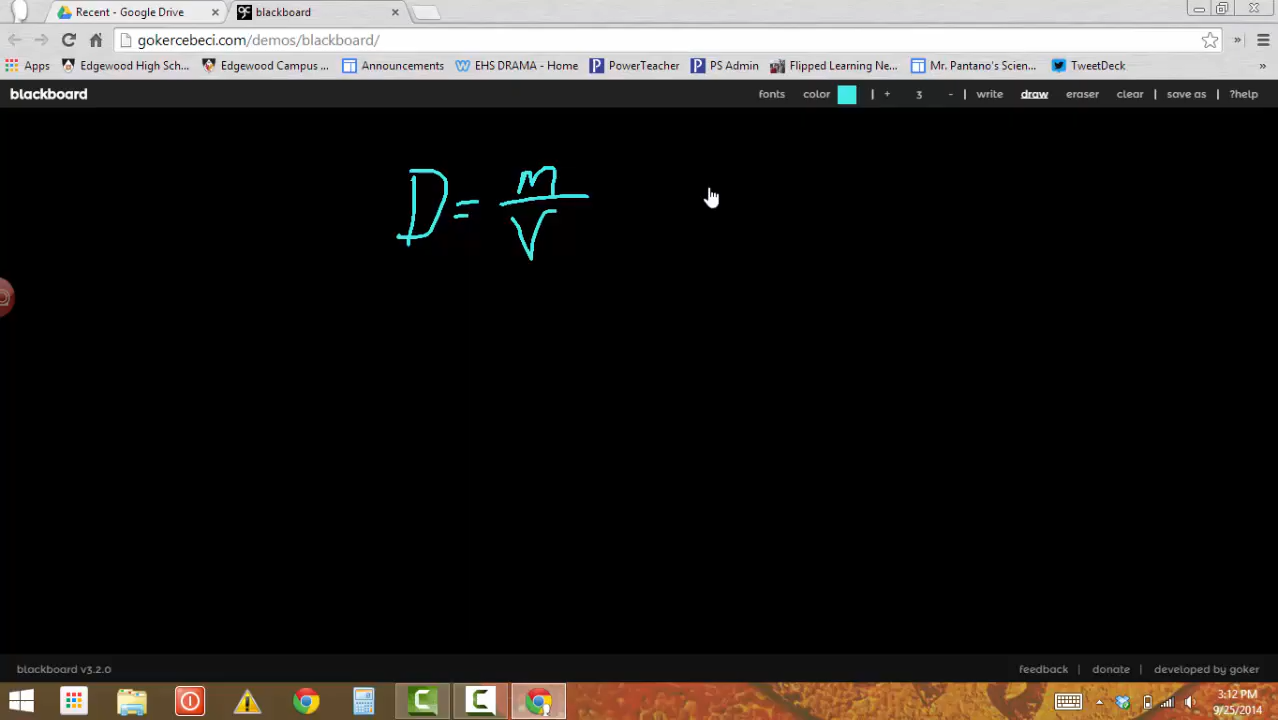 Recent - Google Drive × blackboard ×
gokercebeci.com/demos/blackboard/ »
Apps Edgewood High Sch... Edgewood Campus ... Announcements EHS DRAMA - Home PowerTeacher PS Admin Flipped Learning Ne... Mr. Pantano's Scien... TweetDeck »
blackboard fonts color | + 3 - | write draw eraser clear | save as | ?help
D = m
V
blackboard v3.2.0 feedback | donate | developed by goker
3:12 PM
9/25/2014